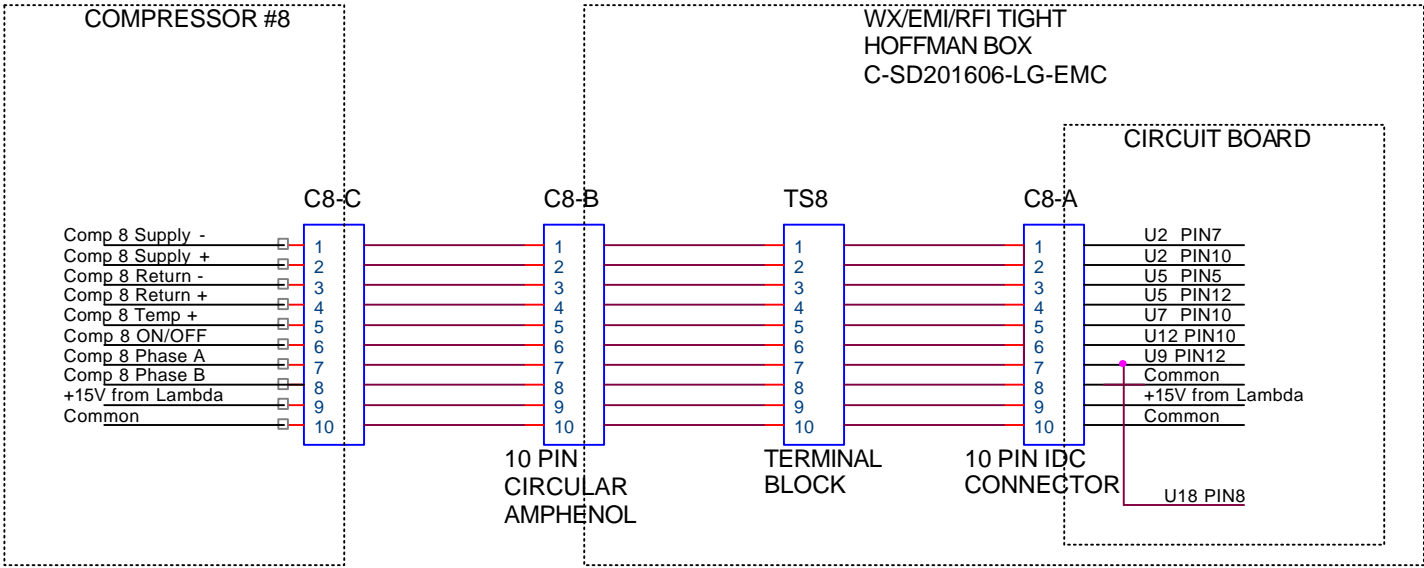 COMPRESSOR #8
WX/EMI/RFI TIGHT
HOFFMAN BOX
C-SD201606-LG-EMC
CIRCUIT BOARD
C8-C
C8-B
TS8
C8-A
Comp 8 Supply -
Comp 8 Supply +
Comp 8 Return -
Comp 8 Return +
Comp 8 Temp +
Comp 8 ON/OFF
Comp 8 Phase A
Comp 8 Phase B
+15V from Lambda
Common
1
2
3
4
5
6
7
8
9
10
1
2
3
4
5
6
7
8
9
10
1
2
3
4
5
6
7
8
9
10
1
2
3
4
5
6
7
8
9
10
U2 PIN7
U2 PIN10
U5 PIN5
U5 PIN12
U7 PIN10
U12 PIN10
U9 PIN12
Common
+15V from Lambda
Common
10 PIN
CIRCULAR
AMPHENOL
TERMINAL
BLOCK
10 PIN IDC
CONNECTOR
U18 PIN8